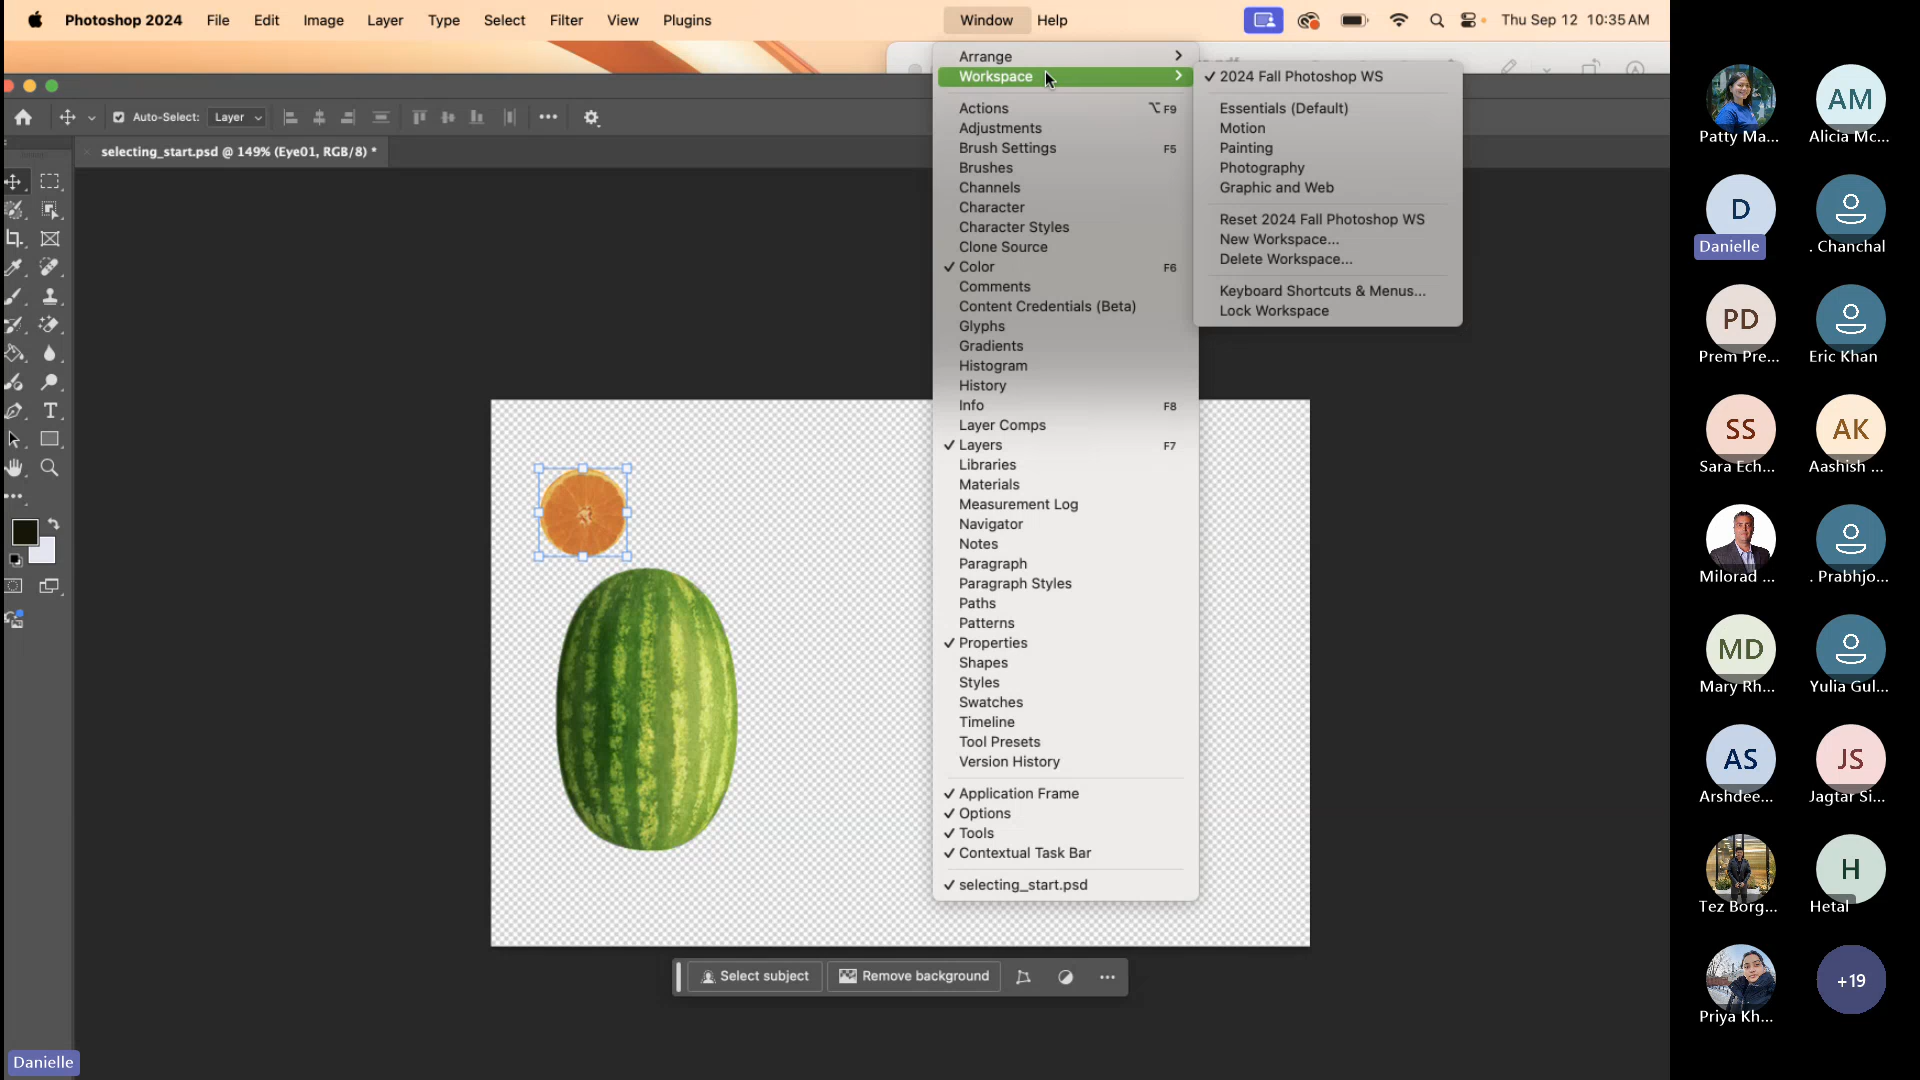 Photoshop 2024 File Edit Image Layer Type Select Filter View Plugins Window Help Thu Sep 12 10:35 AM
Auto-Select: Layer
selecting_start.psd @ 149% (Eye01, RGB/8) *
Arrange
Workspace
Actions ⌥ F9
Adjustments
Brush Settings F5
Brushes
Channels
Character
Character Styles
Clone Source
Color F6
Comments
Content Credentials (Beta)
Glyphs
Gradients
Histogram
History
Info F8
Layer Comps
Layers F7
Libraries
Materials
Measurement Log
Navigator
Notes
Paragraph
Paragraph Styles
Paths
Patterns
Properties
Shapes
Styles
Swatches
Timeline
Tool Presets
Version History
Application Frame
Options
Tools
Contextual Task Bar
selecting_start.psd
2024 Fall Photoshop WS
Essentials (Default)
Motion
Painting
Photography
Graphic and Web
Reset 2024 Fall Photoshop WS
New Workspace...
Delete Workspace...
Keyboard Shortcuts & Menus...
Lock Workspace
Select subject Remove background
Danielle
AM
Patty Ma... Alicia Mc...
D
Danielle . Chanchal
PD
Prem Pre... Eric Khan
SS AK
Sara Ech... Aashish ...
Milorad ... . Prabhjo...
MD
Mary Rh... Yulia Gul...
AS JS
Arshdee... Jagtar Si...
H
Tez Borg... Hetal
+19
Priya Kh...